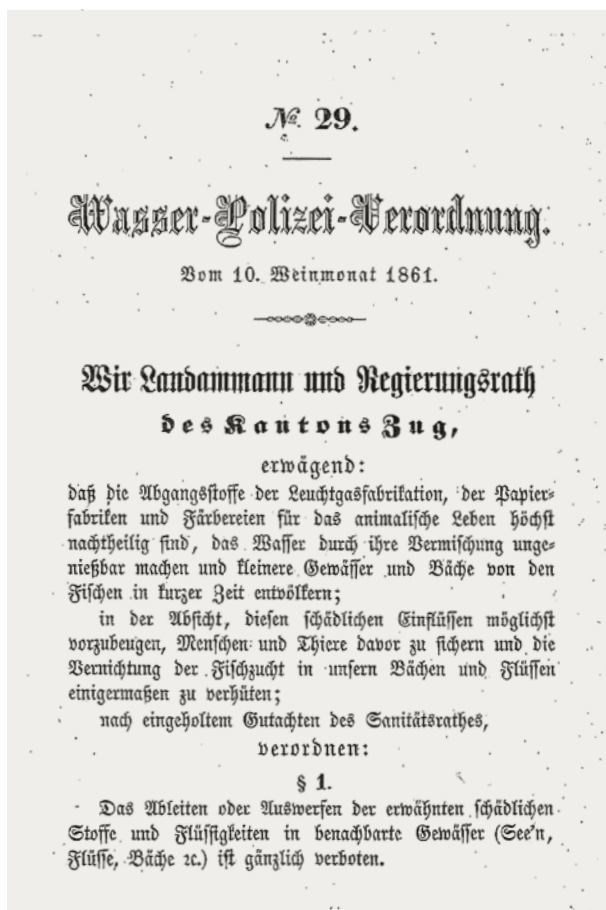 № 29.
Wasser-Polizei-Verordnung.
Vom 10. Weinmonat 1861.
Wir Landammann und Regierungsrath
des Kantons Zug,
erwägend:
daß die Abgangsstoffe der Leuchtgasfabrikation, der Papier-
fabriken und Färbereien für das animalische Leben höchst
nachtheilig sind, das Wasser durch ihre Vermischung unge-
nießbar machen und kleinere Gewässer und Bäche von den
Fischen in kurzer Zeit entvölkern;
in der Absicht, diesen schädlichen Einflüssen möglichst
vorzubeugen, Menschen und Thiere davor zu sichern und die
Vernichtung der Fischzucht in unsern Bächen und Flüssen
einigermaßen zu verhüten;
nach eingeholtem Gutachten des Sanitätsrathes,
verordnen:
§ 1.
Das Ableiten oder Auswerfen der erwähnten schädlichen
Stoffe und Flüssigkeiten in benachbarte Gewässer (See'n,
Flüsse, Bäche ꝛc.) ist gänzlich verboten.